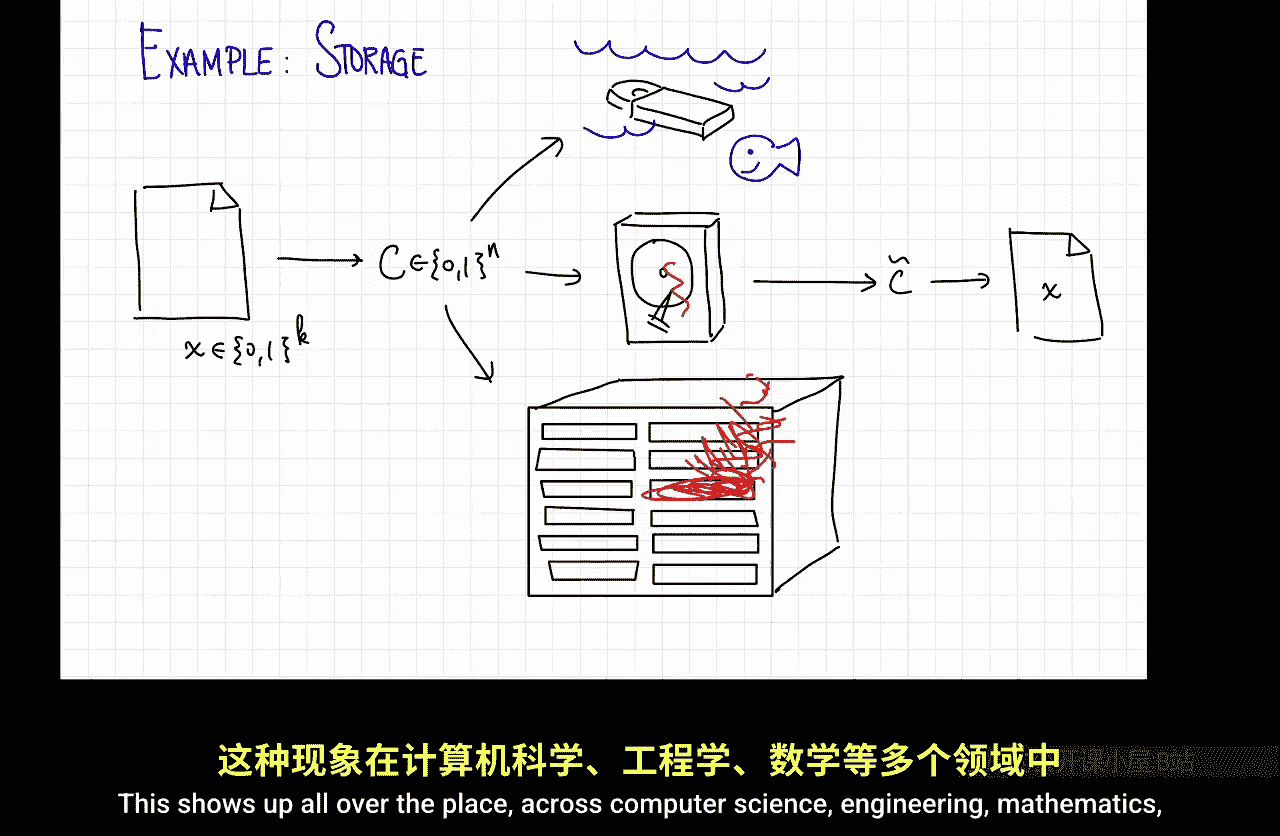 EXAMPLE: STORAGE
x ∈ {0,1}^k
C ∈ {0,1}^n
c̃
x
这种现象在计算机科学、工程学、数学等多个领域中
This shows up all over the place, across computer science, engineering, mathematics,